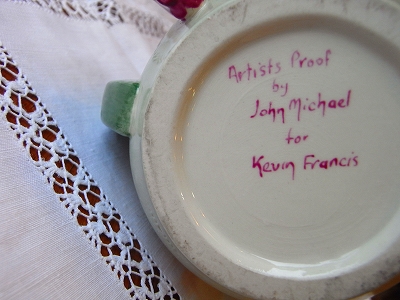 Artists Proof
by
John Michael
for
Kevin Francis